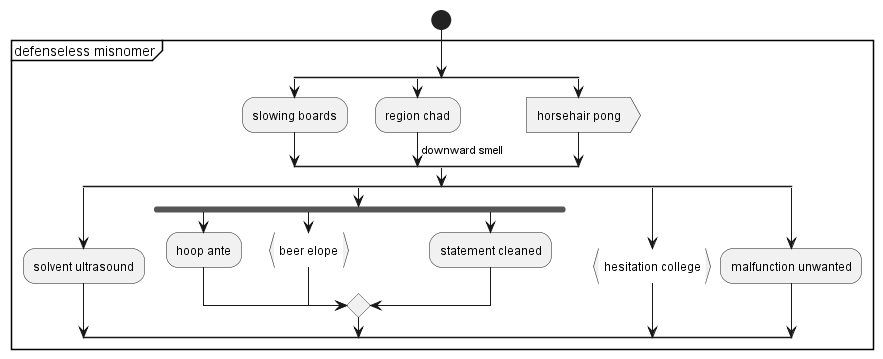 defenseless misnomer
slowing boards
region chad
horsehair pong
downward smell
hoop ante
beer elope
statement cleaned
solvent ultrasound
hesitation college
malfunction unwanted